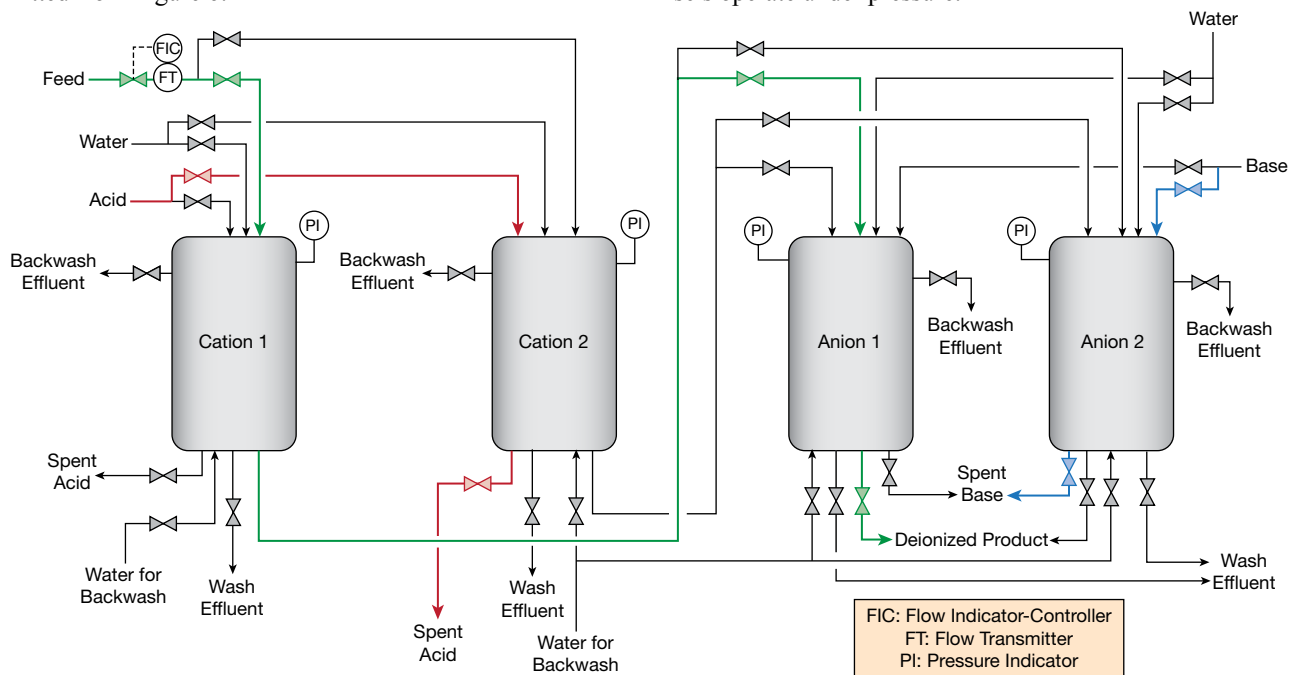 FIC
Feed
FT
Water
Water
Acid
Base
PI
PI
PI
PI
Backwash
Effluent
Backwash
Effluent
Backwash
Effluent
Backwash
Effluent
Cation 1
Cation 2
Anion 1
Anion 2
Spent
Acid
Spent
Base
Deionized Product
Water for
Backwash
Wash
Effluent
Spent
Acid
Wash
Effluent
Water for
Backwash
Wash
Effluent
FIC: Flow Indicator-Controller
FT: Flow Transmitter
PI: Pressure Indicator